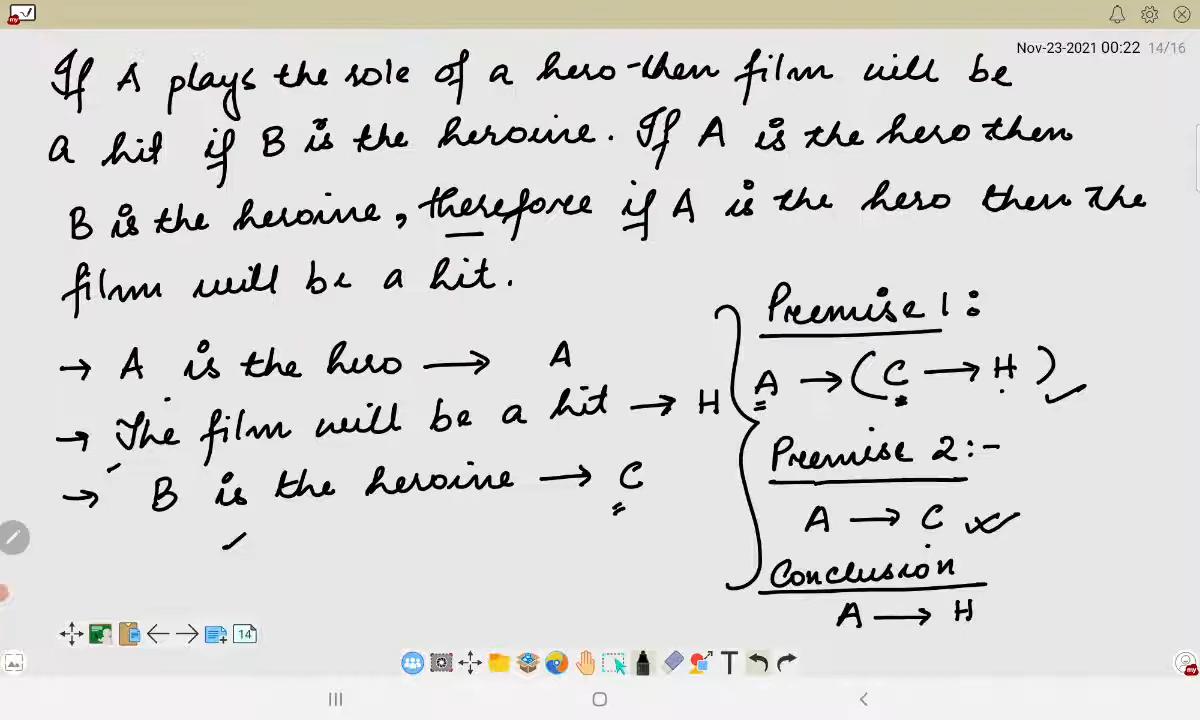 Nov-23-2021 00:22 14/16
If A plays the role of a hero then film will be
a hit if B is the heroine. If A is the hero then
B is the heroine, therefore if A is the hero then the
film will be a hit.
→ A is the hero → A
→ The film will be a hit → H
→ B is the heroine → C
Premise 1:
A → (C → H)
Premise 2:-
A → C
Conclusion
A → H
14
T